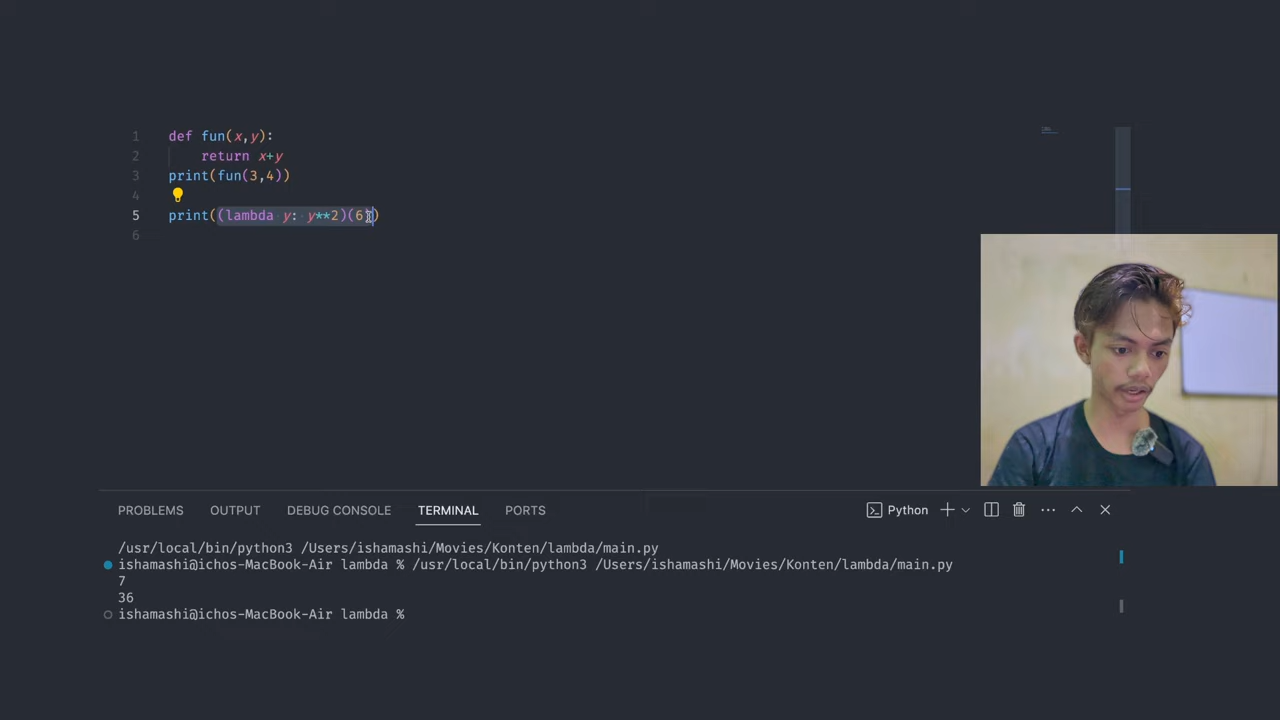 1 def fun(x,y):
2 return x+y
3 print(fun(3,4))
4
5 print((lambda y: y**2)(6))
6
PROBLEMS OUTPUT DEBUG CONSOLE TERMINAL PORTS Python
/usr/local/bin/python3 /Users/ishamashi/Movies/Konten/lambda/main.py
ishamashi@ichos-MacBook-Air lambda % /usr/local/bin/python3 /Users/ishamashi/Movies/Konten/lambda/main.py
7
36
ishamashi@ichos-MacBook-Air lambda %